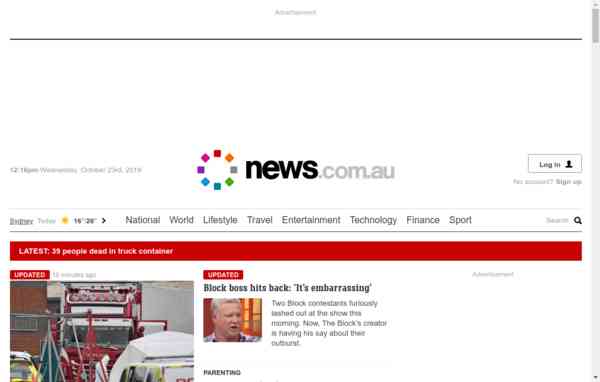 Advertisement
12:16pm Wednesday, October 23rd, 2019
news.com.au
Log in
No account? Sign up
Sydney Today 16°/26°
National World Lifestyle Travel Entertainment Technology Finance Sport
Search
LATEST: 39 people dead in truck container
UPDATED 15 minutes ago
UPDATED
Advertisement
Block boss hits back: ‘It’s embarrassing’
Two Block contestants furiously
lashed out at the show this
morning. Now, The Block’s creator
is having his say about their
outburst.
PARENTING